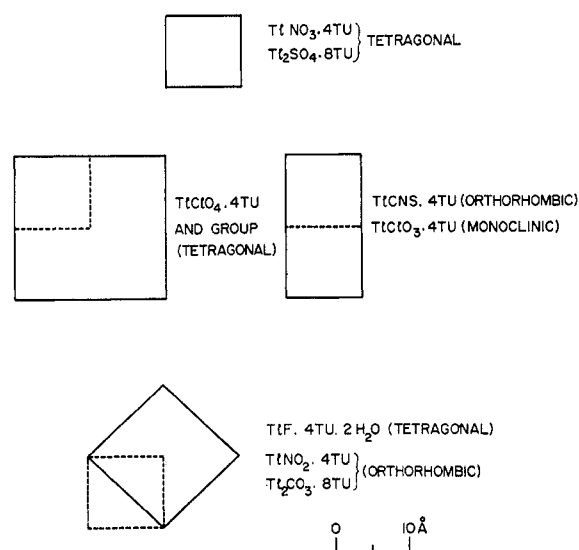 Tℓ NO₃.4TU } TETRAGONAL
Tℓ₂SO₄.8TU
TℓCℓO₄.4TU
AND GROUP
(TETRAGONAL)
TℓCNS. 4TU (ORTHORHOMBIC)
TℓCℓO₃.4TU (MONOCLINIC)
TℓF. 4TU. 2H₂O (TETRAGONAL)
TℓNO₂. 4TU } (ORTHORHOMBIC)
Tℓ₂CO₃. 8TU
0 10Å